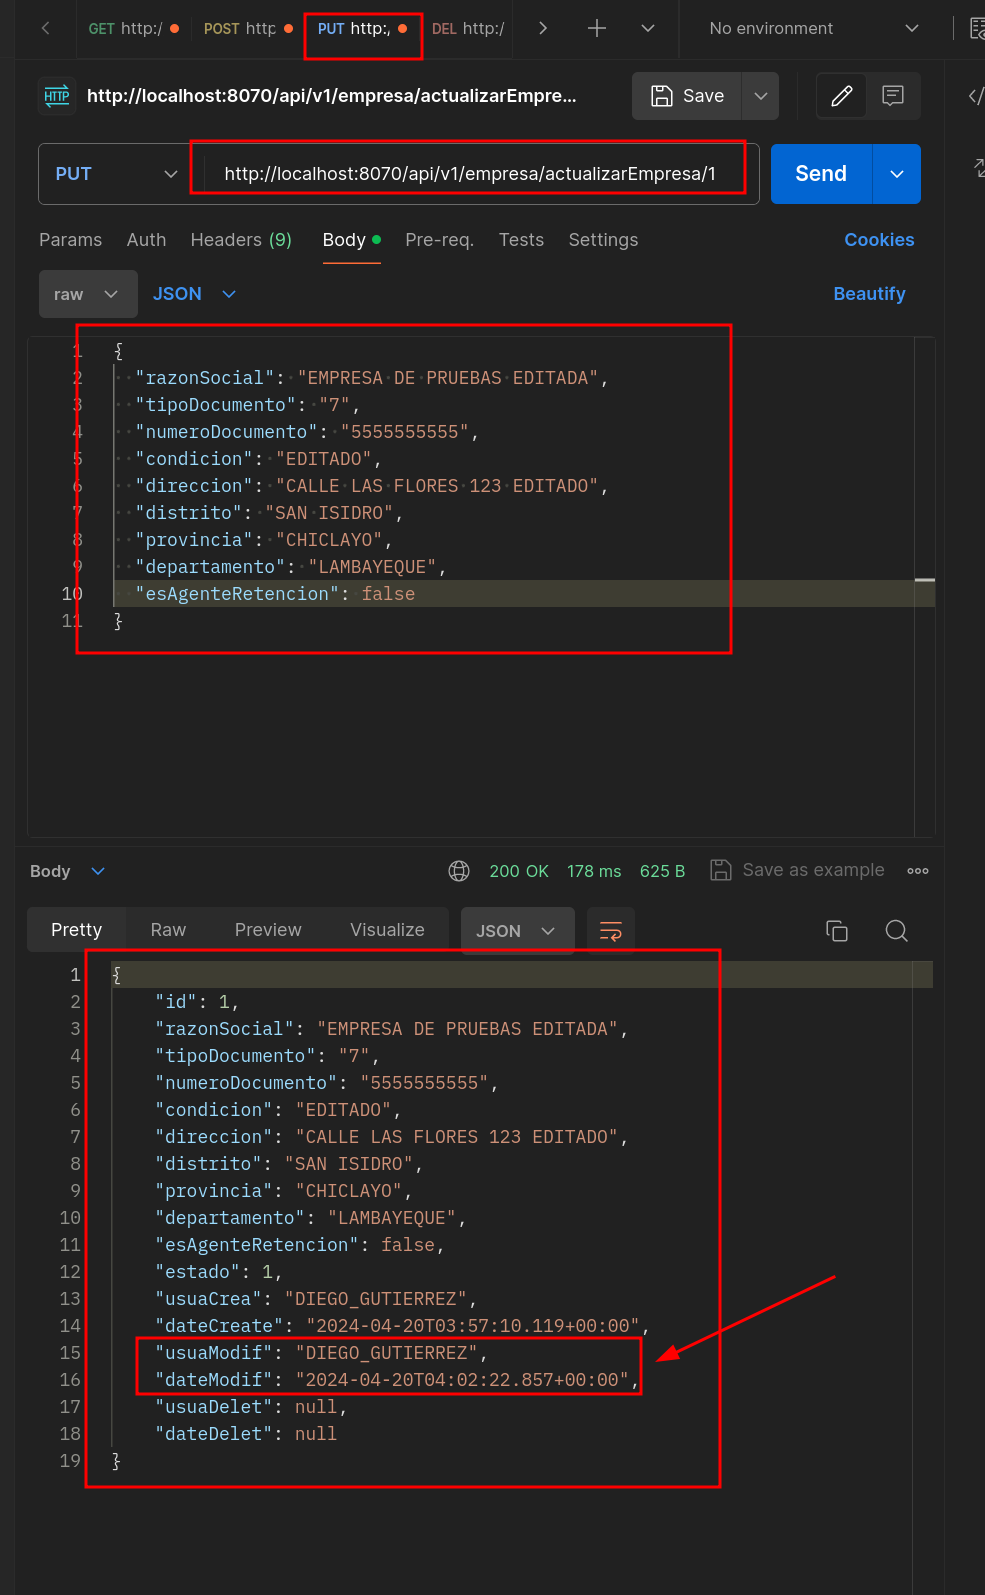 GET http:/ POST http PUT http:, DEL http:/ No environment
HTTP http://localhost:8070/api/v1/empresa/actualizarEmpre... Save
PUT http://localhost:8070/api/v1/empresa/actualizarEmpresa/1 Send
Params Auth Headers (9) Body Pre-req. Tests Settings Cookies
raw JSON Beautify
1 {
2 "razonSocial": "EMPRESA DE PRUEBAS EDITADA",
3 "tipoDocumento": "7",
4 "numeroDocumento": "5555555555",
5 "condicion": "EDITADO",
6 "direccion": "CALLE LAS FLORES 123 EDITADO",
7 "distrito": "SAN ISIDRO",
8 "provincia": "CHICLAYO",
9 "departamento": "LAMBAYEQUE",
10 "esAgenteRetencion": false
11 }
Body 200 OK 178 ms 625 B Save as example
Pretty Raw Preview Visualize JSON
1 {
2 "id": 1,
3 "razonSocial": "EMPRESA DE PRUEBAS EDITADA",
4 "tipoDocumento": "7",
5 "numeroDocumento": "5555555555",
6 "condicion": "EDITADO",
7 "direccion": "CALLE LAS FLORES 123 EDITADO",
8 "distrito": "SAN ISIDRO",
9 "provincia": "CHICLAYO",
10 "departamento": "LAMBAYEQUE",
11 "esAgenteRetencion": false,
12 "estado": 1,
13 "usuaCrea": "DIEGO_GUTIERREZ",
14 "dateCreate": "2024-04-20T03:57:10.119+00:00",
15 "usuaModif": "DIEGO_GUTIERREZ",
16 "dateModif": "2024-04-20T04:02:22.857+00:00",
17 "usuaDelet": null,
18 "dateDelet": null
19 }